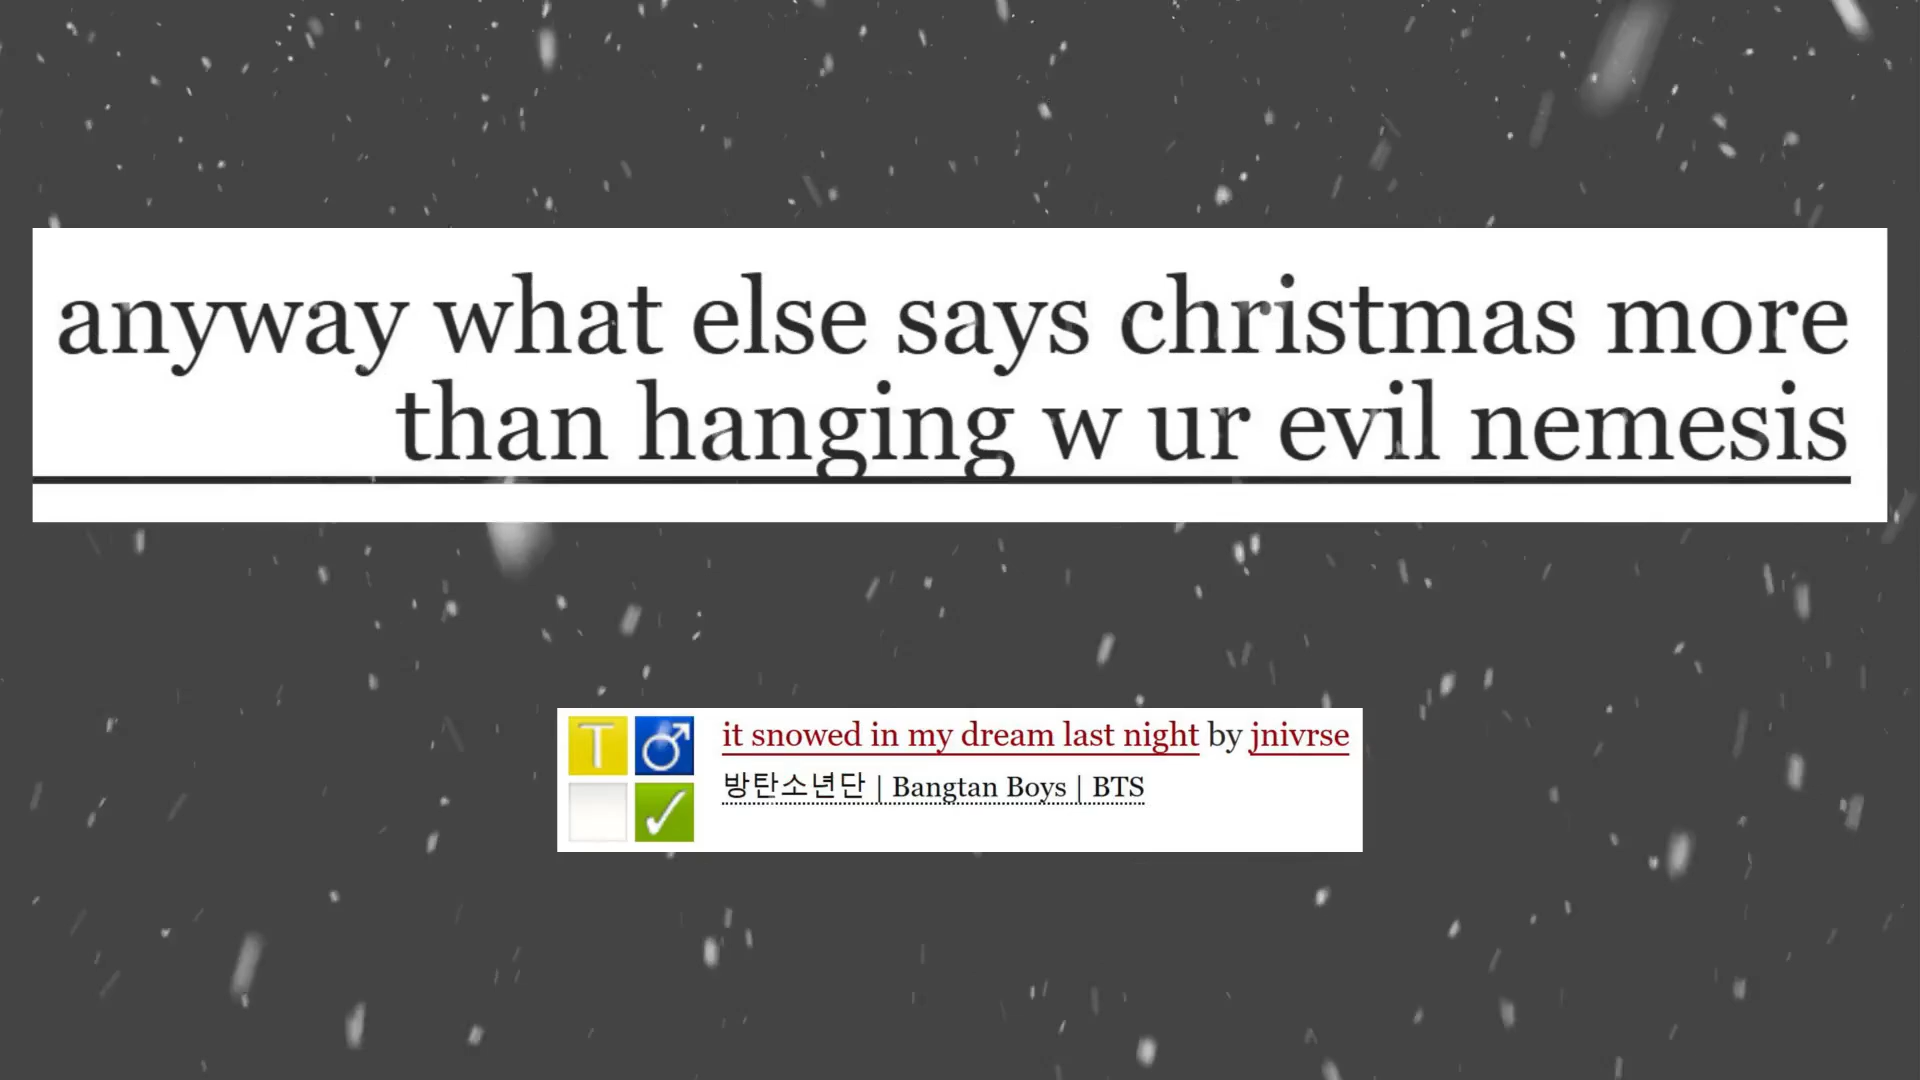 anyway what else says christmas more
than hanging w ur evil nemesis
T
it snowed in my dream last night by jnivrse
방탄소년단 | Bangtan Boys | BTS